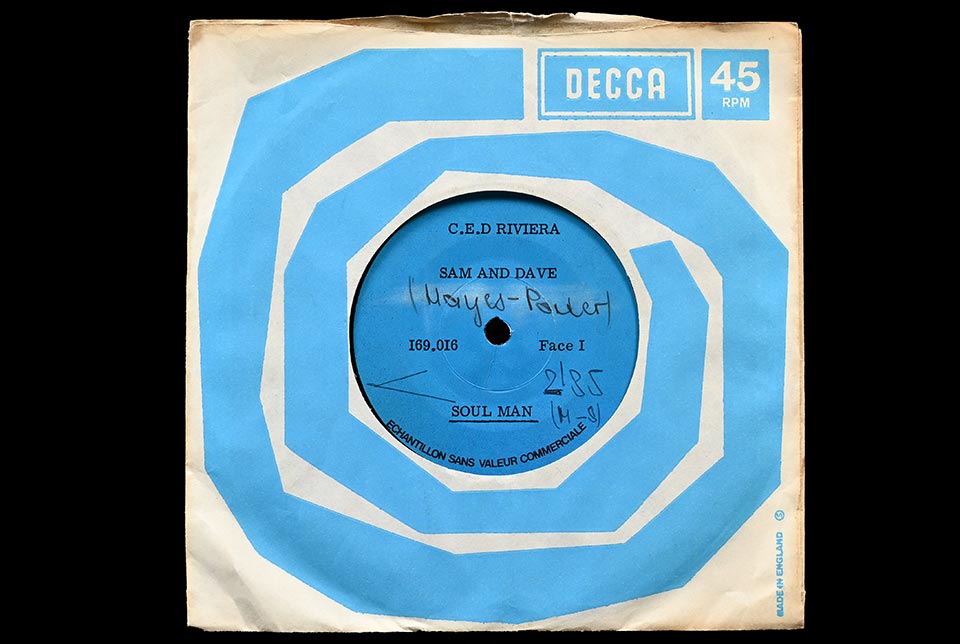 DECCA
45
RPM
C.E.D RIVIERA
SAM AND DAVE
(Hayes-Porter)
169.016 Face I
2'35
SOUL MAN
(M-S)
ECHANTILLON SANS VALEUR COMMERCIALE
MADE IN ENGLAND S